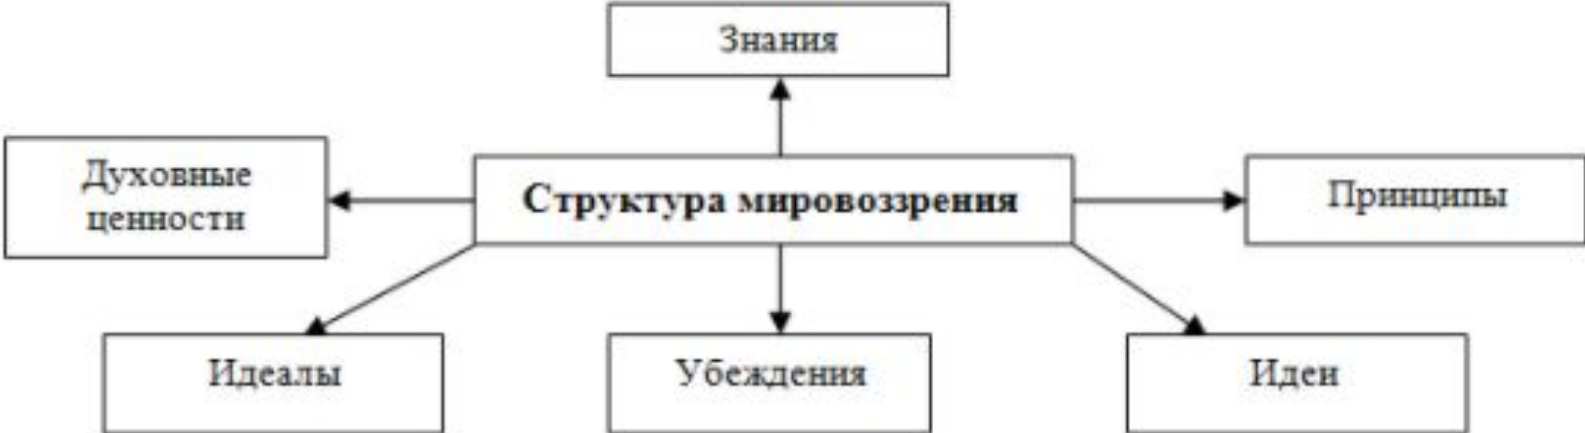 Знания
Духовные
ценности
Структура мировоззрения
Принципы
Идеалы
Убеждения
Идеи